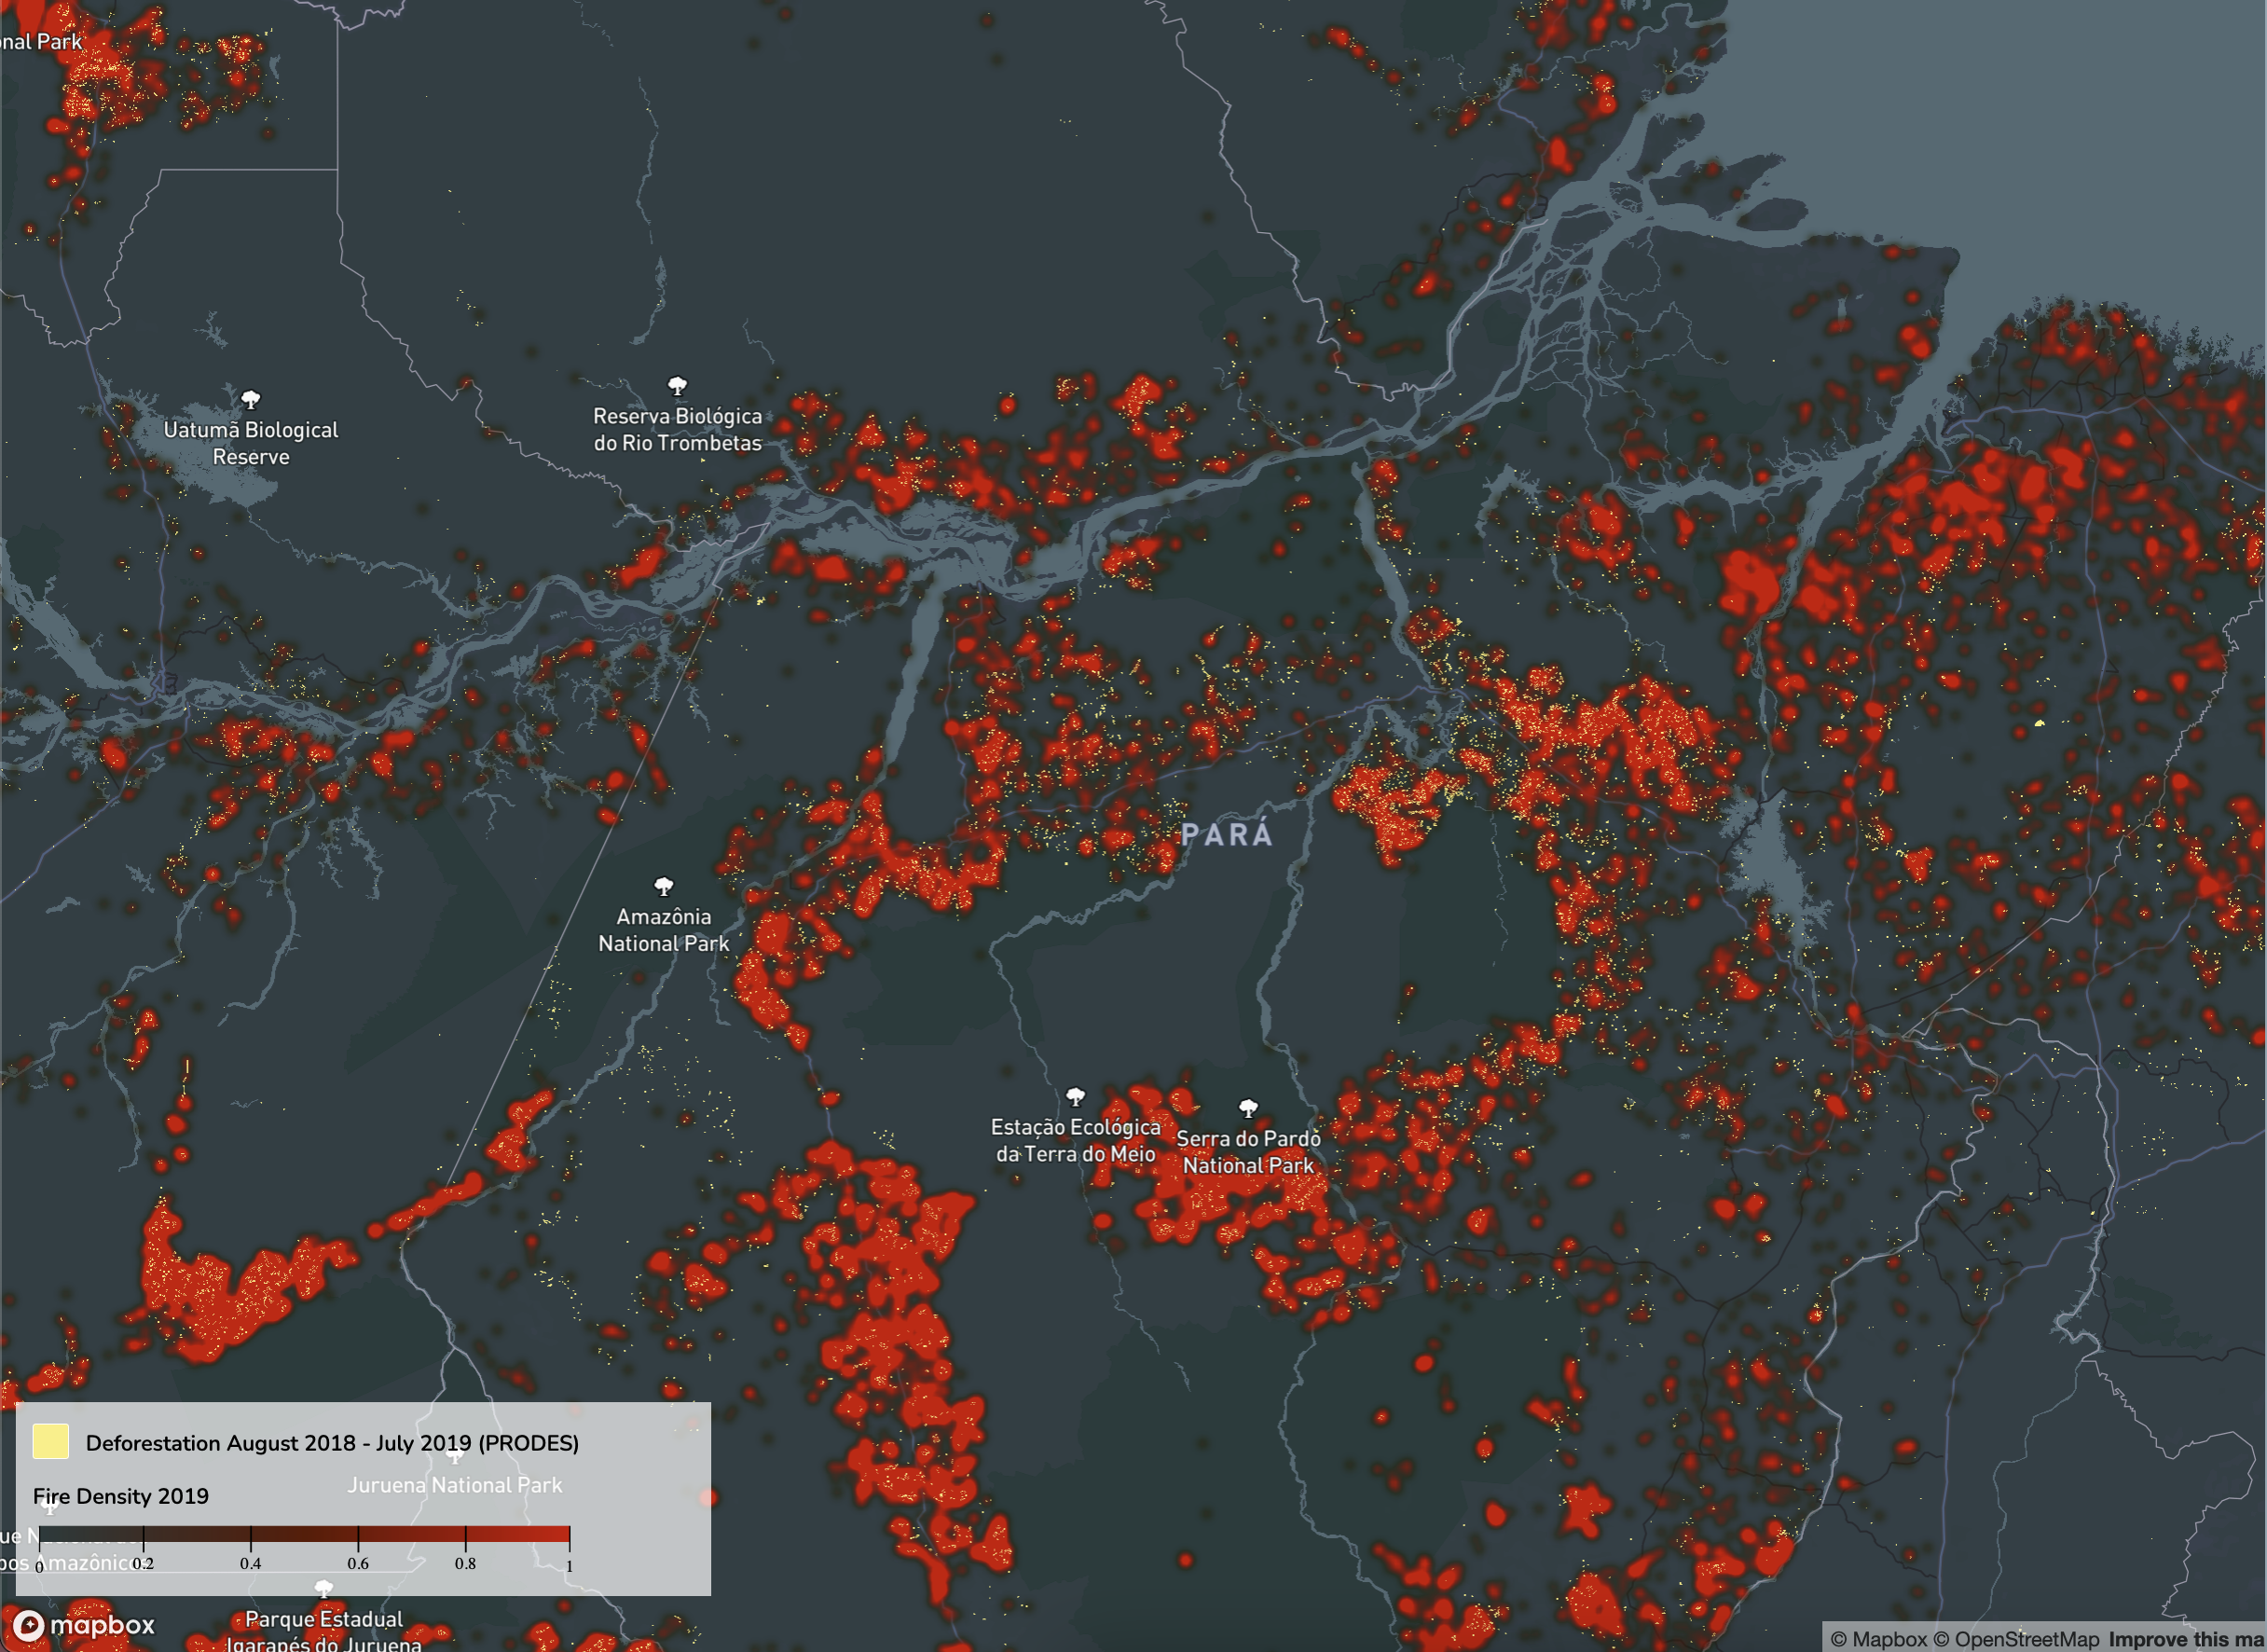 nal Park
Uatumã Biological
Reserve
Reserva Biológica
do Rio Trombetas
PARÁ
Amazônia
National Park
Estação Ecológica
da Terra do Meio
Serra do Pardo
National Park
Deforestation August 2018 - July 2019 (PRODES)
Juruena National Park
Fire Density 2019
0 0.2 0.4 0.6 0.8 1
ue N
os Amazônicos
Parque Estadual
Igarapés do Juruena
mapbox
© Mapbox © OpenStreetMap Improve this ma